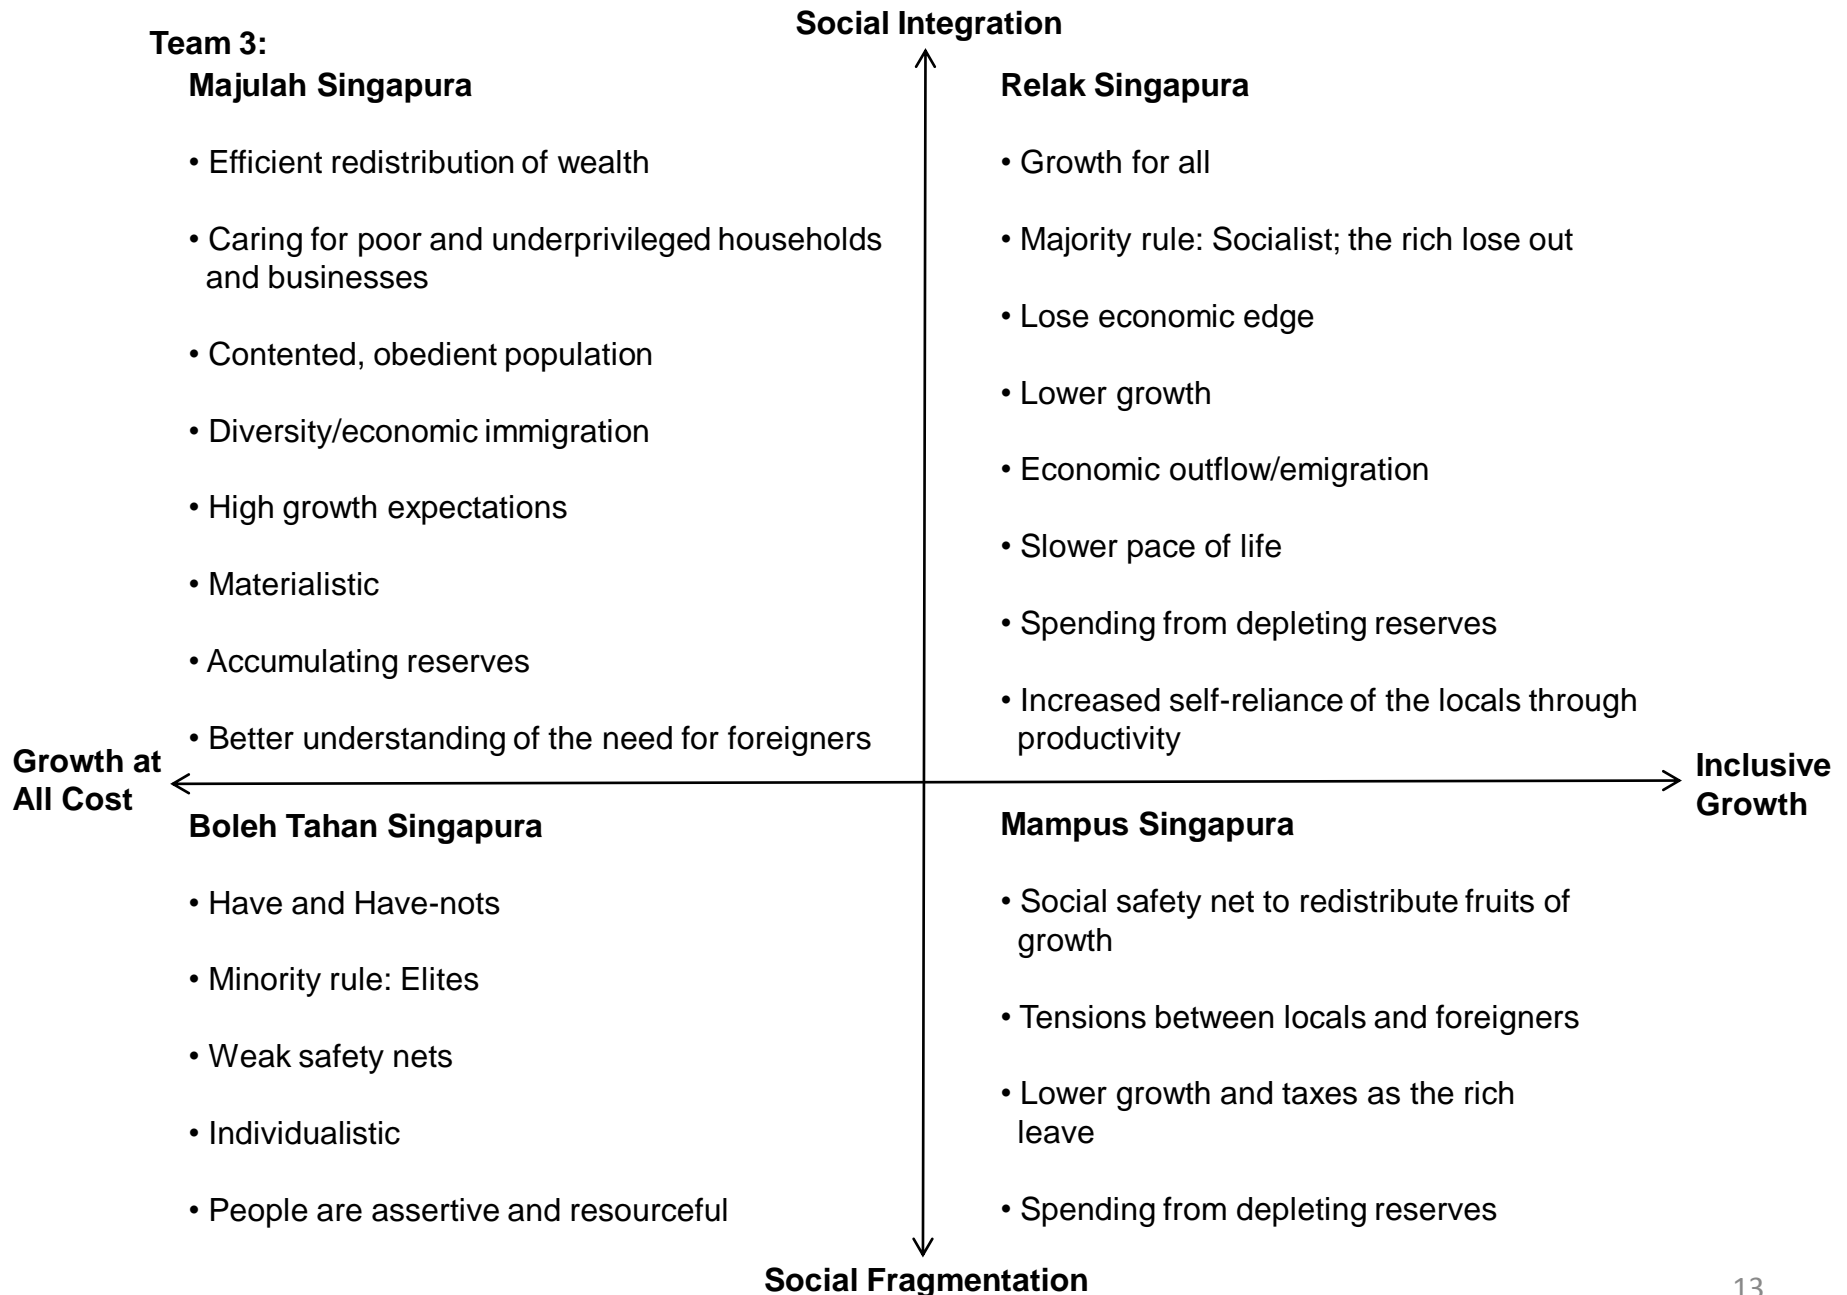 Social Integration
Team 3:
Majulah Singapura
• Efficient redistribution of wealth
• Caring for poor and underprivileged households
and businesses
• Contented, obedient population
• Diversity/economic immigration
• High growth expectations
• Materialistic
• Accumulating reserves
• Better understanding of the need for foreigners
Relak Singapura
• Growth for all
• Majority rule: Socialist; the rich lose out
• Lose economic edge
• Lower growth
• Economic outflow/emigration
• Slower pace of life
• Spending from depleting reserves
• Increased self-reliance of the locals through
productivity
Growth at
All Cost
Inclusive
Growth
Boleh Tahan Singapura
• Have and Have-nots
• Minority rule: Elites
• Weak safety nets
• Individualistic
• People are assertive and resourceful
Mampus Singapura
• Social safety net to redistribute fruits of
growth
• Tensions between locals and foreigners
• Lower growth and taxes as the rich
leave
• Spending from depleting reserves
Social Fragmentation
13